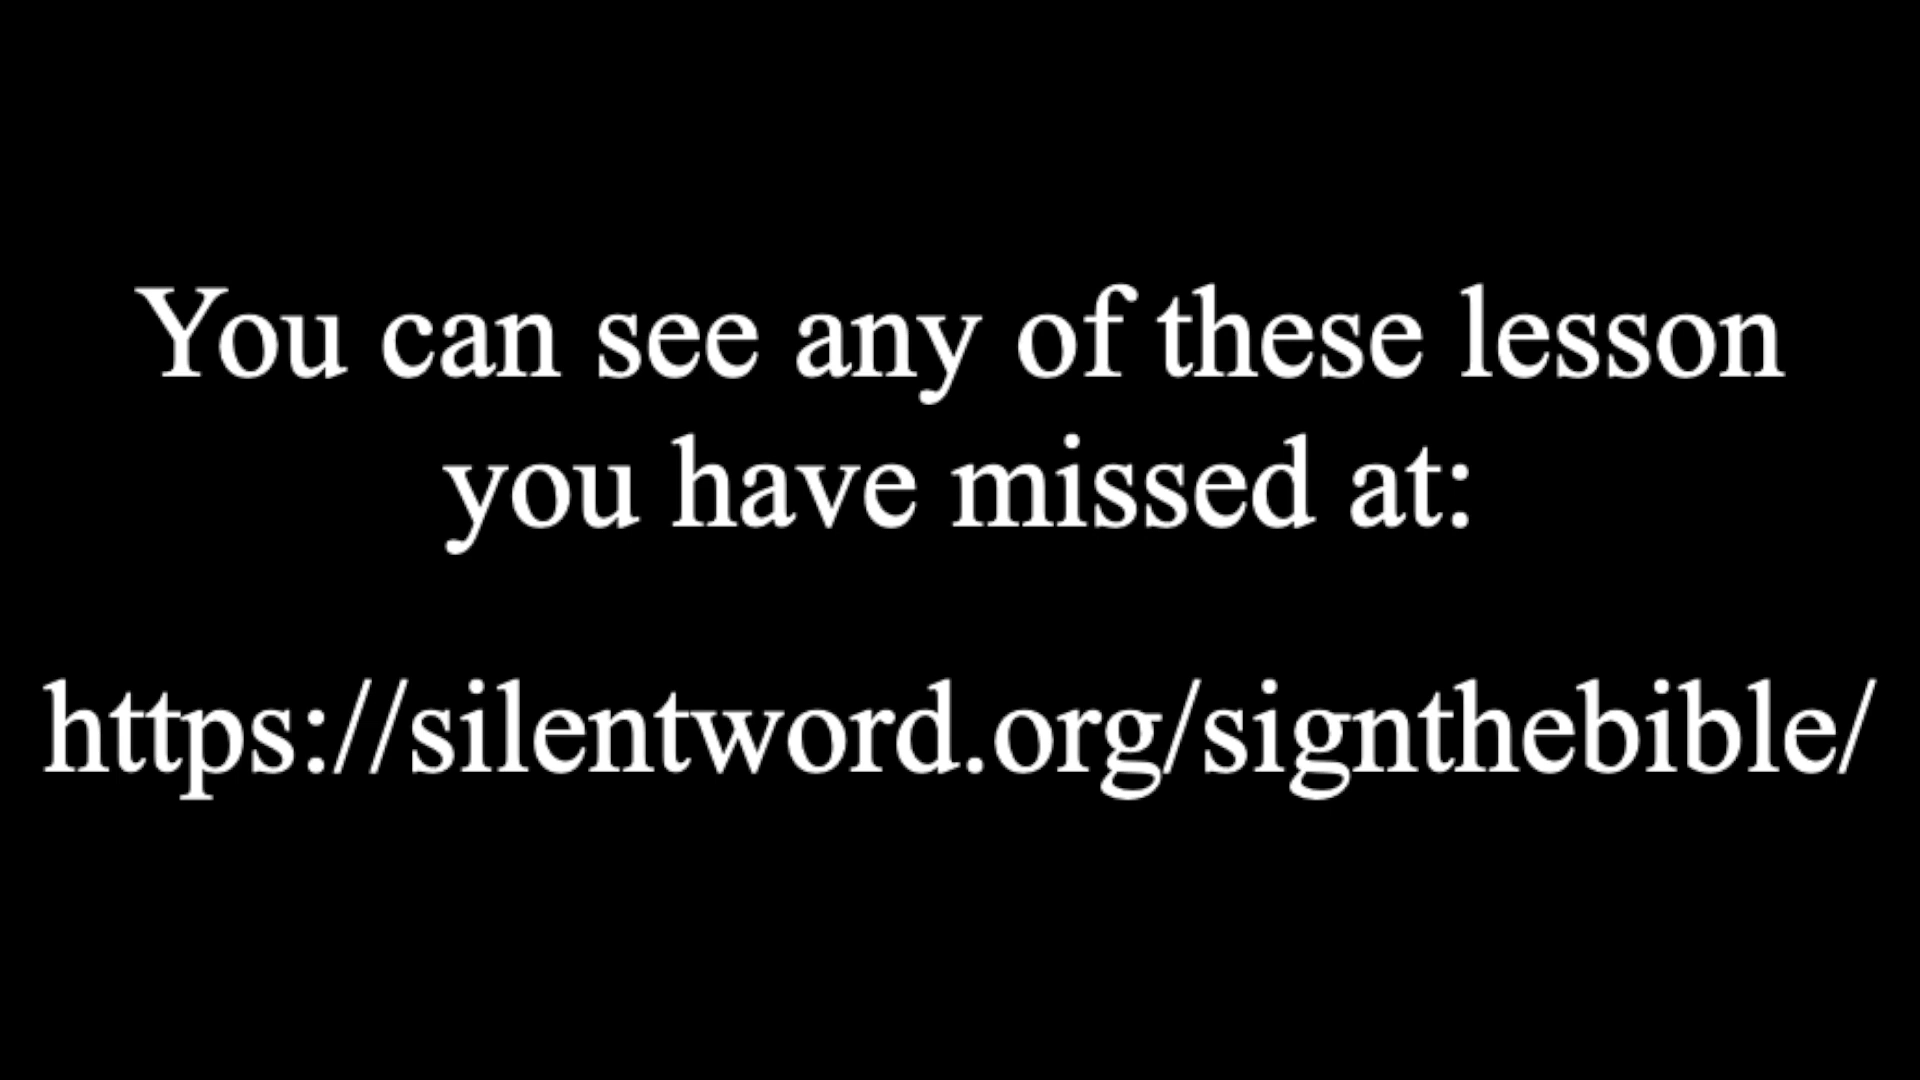 You can see any of these lesson
you have missed at:
https://silentword.org/signthebible/